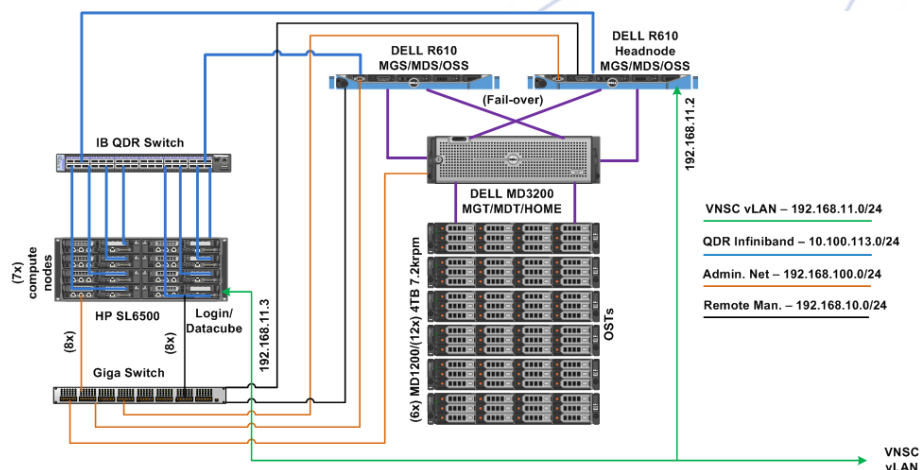 DELL R610
MGS/MDS/OSS
DELL R610
Headnode
MGS/MDS/OSS
(Fail-over)
192.168.11.2
IB QDR Switch
DELL MD3200
MGT/MDT/HOME
VNSC vLAN – 192.168.11.0/24
QDR Infiniband – 10.100.113.0/24
Admin. Net – 192.168.100.0/24
Remote Man. – 192.168.10.0/24
(7x)
compute
nodes
HP SL6500
Login/
Datacube
192.168.11.3
(8x)
(8x)
Giga Switch
(6x) MD1200/(12x) 4TB 7.2krpm
OSTs
VNSC
vLAN